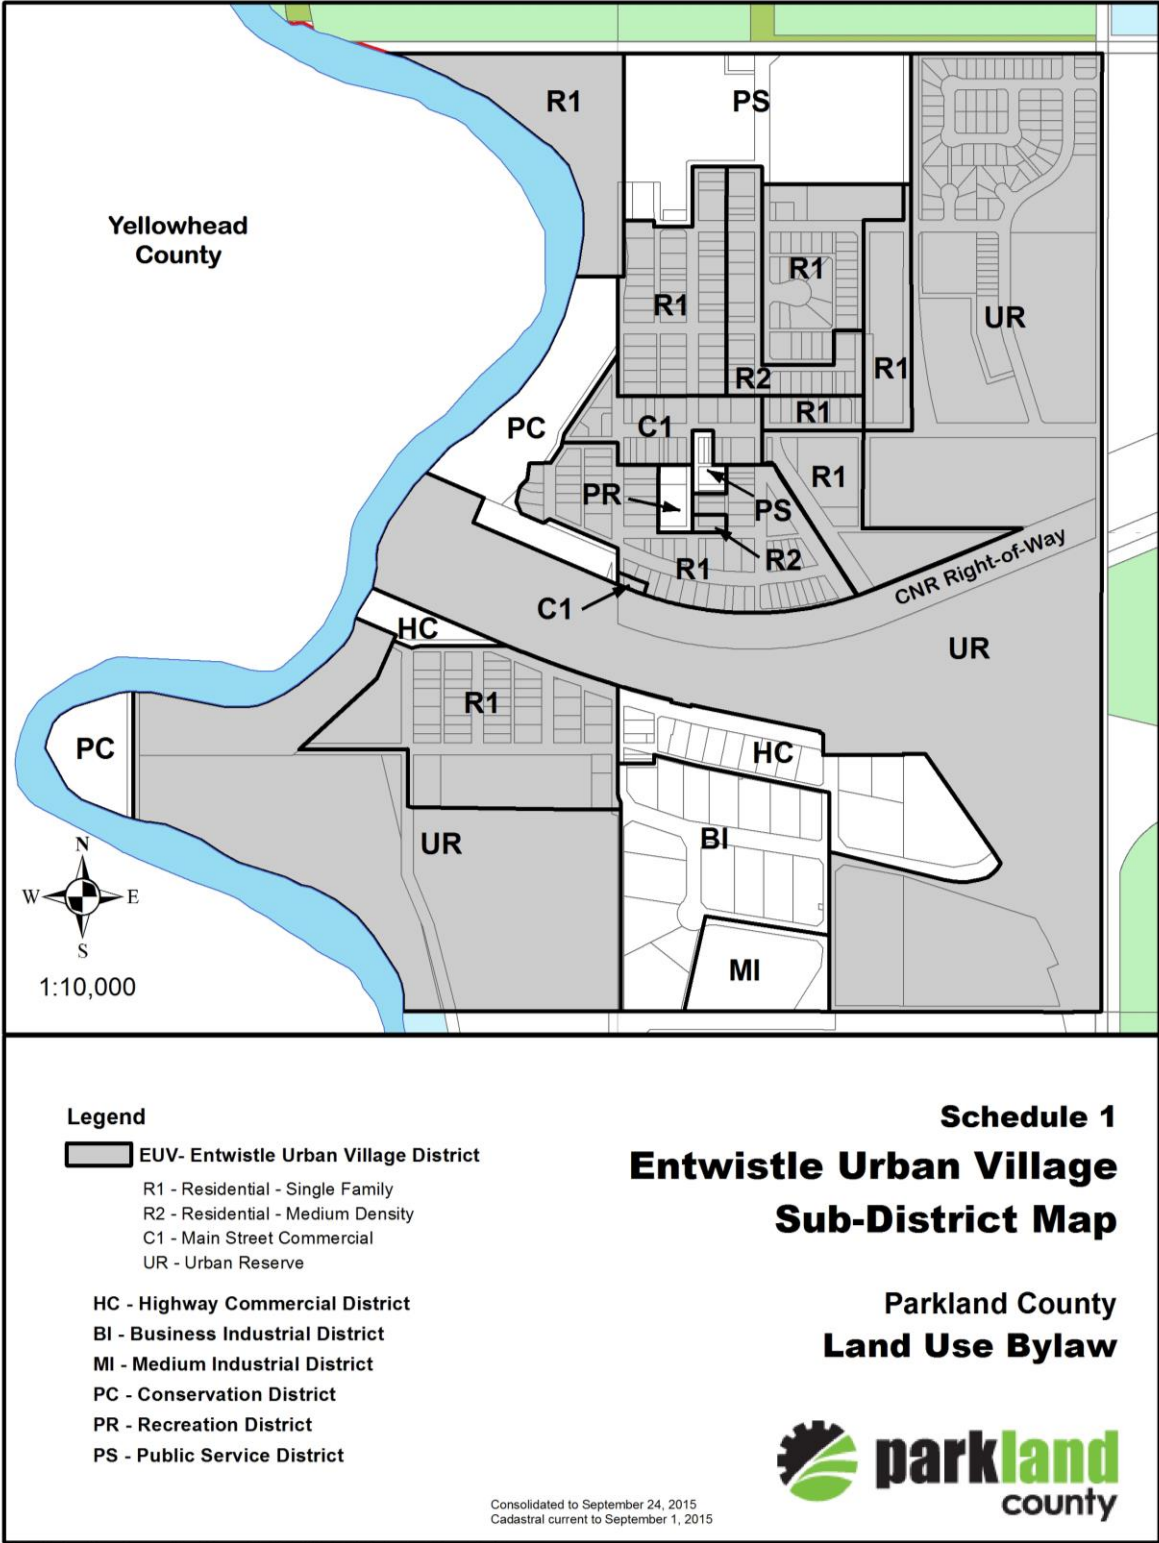 R1
PS
Yellowhead
County
R1
R1
UR
R2
R1
R1
PC
C1
R1
PR
PS
R2
R1
CNR Right-of-Way
C1
HC
UR
R1
PC
HC
BI
UR
N
W
E
S
MI
1:10,000
Legend
EUV- Entwistle Urban Village District
R1 - Residential - Single Family
R2 - Residential - Medium Density
C1 - Main Street Commercial
UR - Urban Reserve
HC - Highway Commercial District
BI - Business Industrial District
MI - Medium Industrial District
PC - Conservation District
PR - Recreation District
PS - Public Service District
Schedule 1
Entwistle Urban Village
Sub-District Map
Parkland County
Land Use Bylaw
parkland
county
Consolidated to September 24, 2015
Cadastral current to September 1, 2015